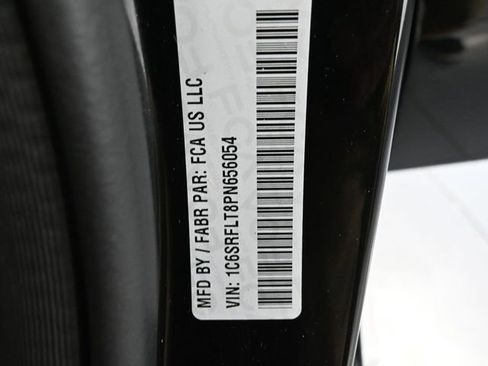 MFD BY / FABR PAR: FCA US LLC
VIN: 1C6SRFLT8PN656054